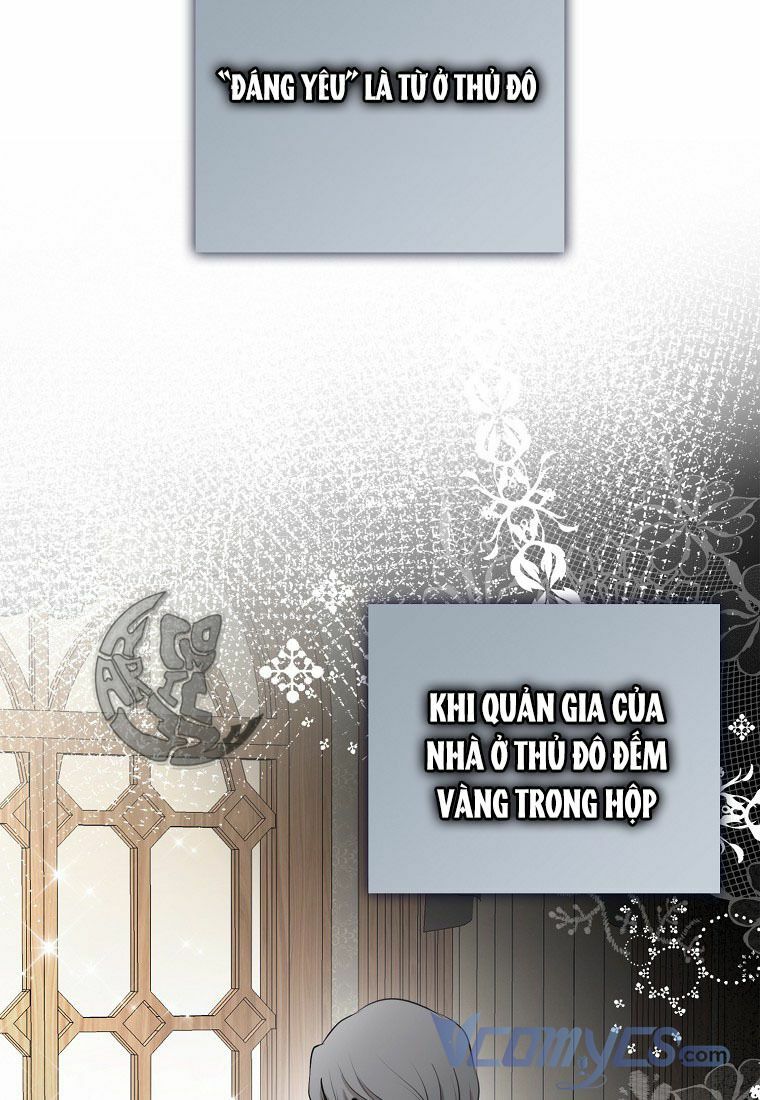 "ĐÁNG YÊU" LÀ TỪ Ở THỦ ĐÔ
KHI QUẢN GIA CỦA
NHÀ Ở THỦ ĐÔ ĐẾM
VÀNG TRONG HỘP
VcomyCS.com